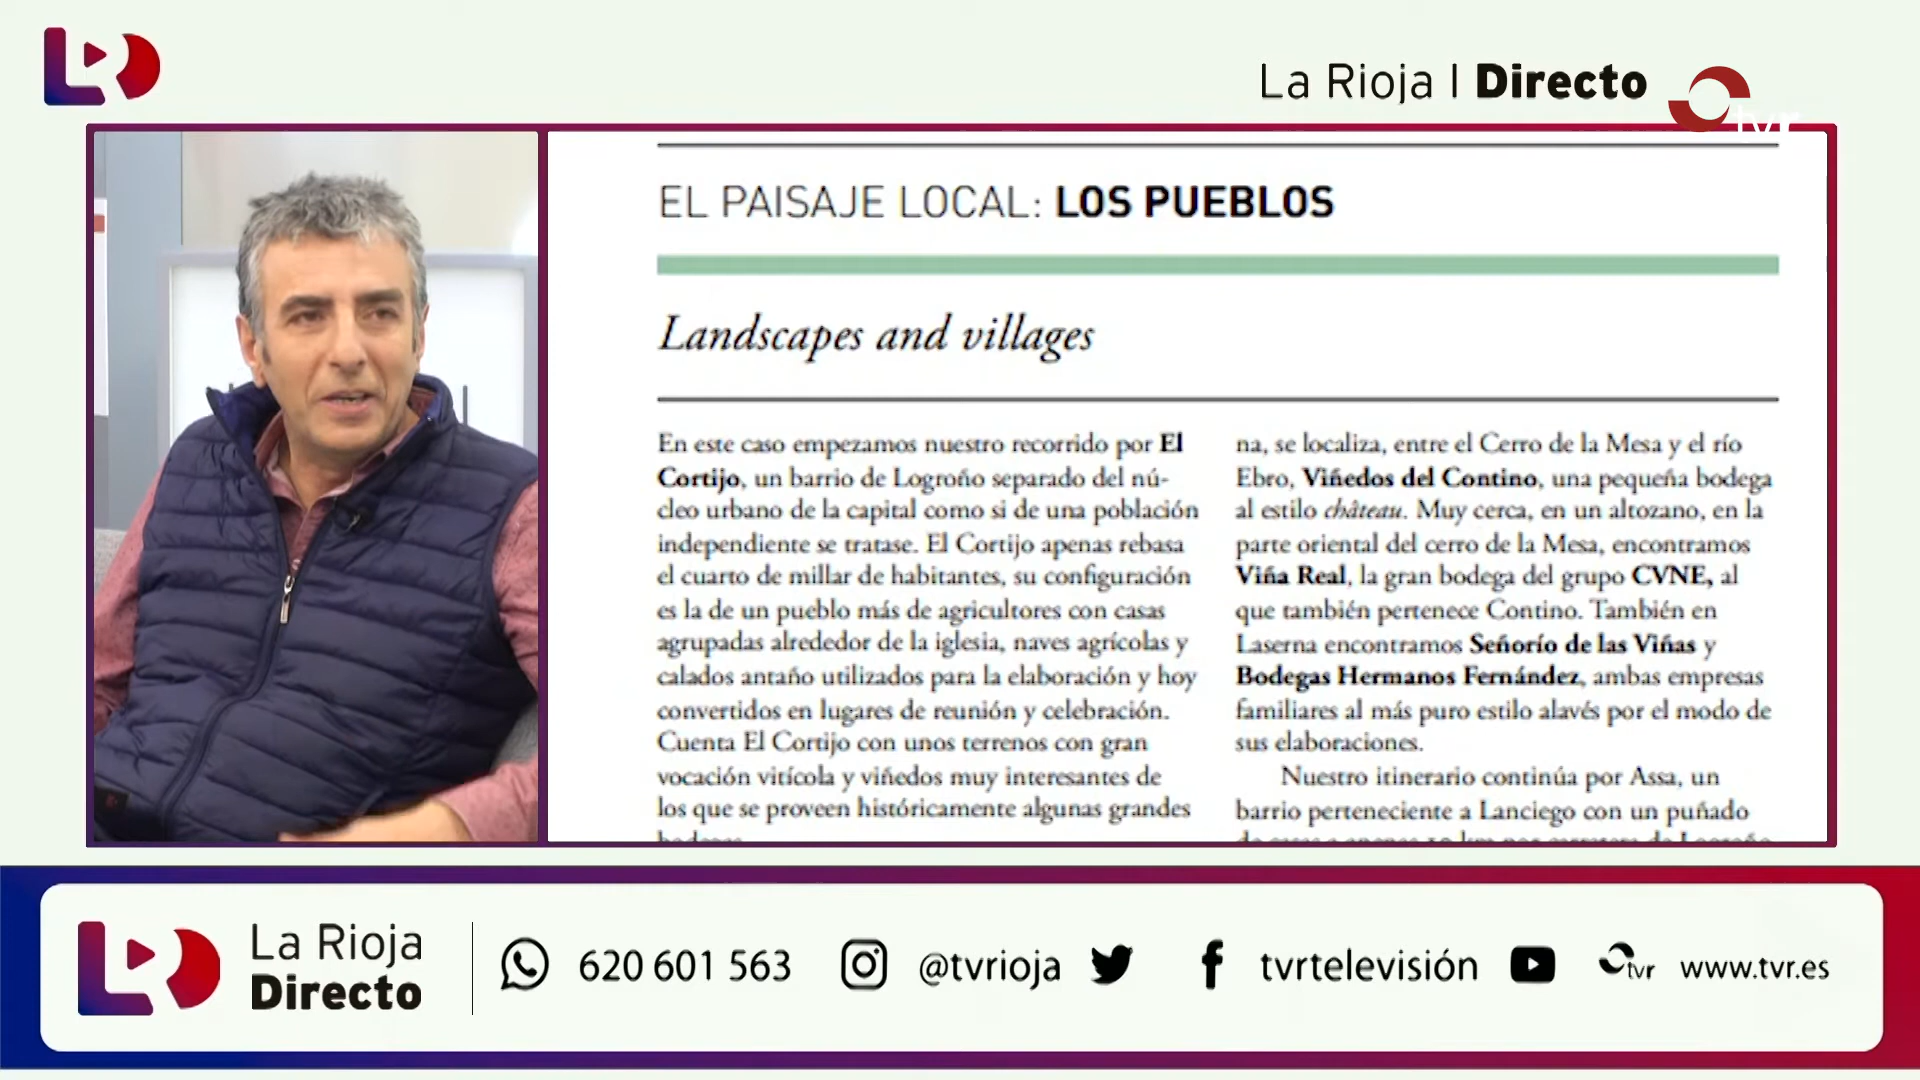 La Rioja | Directo
tvr
EL PAISAJE LOCAL: LOS PUEBLOS
Landscapes and villages
En este caso empezamos nuestro recorrido por El
Cortijo, un barrio de Logroño separado del nú-
cleo urbano de la capital como si de una población
independiente se tratase. El Cortijo apenas rebasa
el cuarto de millar de habitantes, su configuración
es la de un pueblo más de agricultores con casas
agrupadas alrededor de la iglesia, naves agrícolas y
calados antaño utilizados para la elaboración y hoy
convertidos en lugares de reunión y celebración.
Cuenta El Cortijo con unos terrenos con gran
vocación vitícola y viñedos muy interesantes de
los que se proveen históricamente algunas grandes
na, se localiza, entre el Cerro de la Mesa y el río
Ebro, Viñedos del Contino, una pequeña bodega
al estilo château. Muy cerca, en un altozano, en la
parte oriental del cerro de la Mesa, encontramos
Viña Real, la gran bodega del grupo CVNE, al
que también pertenece Contino. También en
Laserna encontramos Señorío de las Viñas y
Bodegas Hermanos Fernández, ambas empresas
familiares al más puro estilo alavés por el modo de
sus elaboraciones.
Nuestro itinerario continúa por Assa, un
barrio perteneciente a Lanciego con un puñado
La Rioja
Directo
620 601 563
@tvrioja
tvrtelevisión
tvr
www.tvr.es